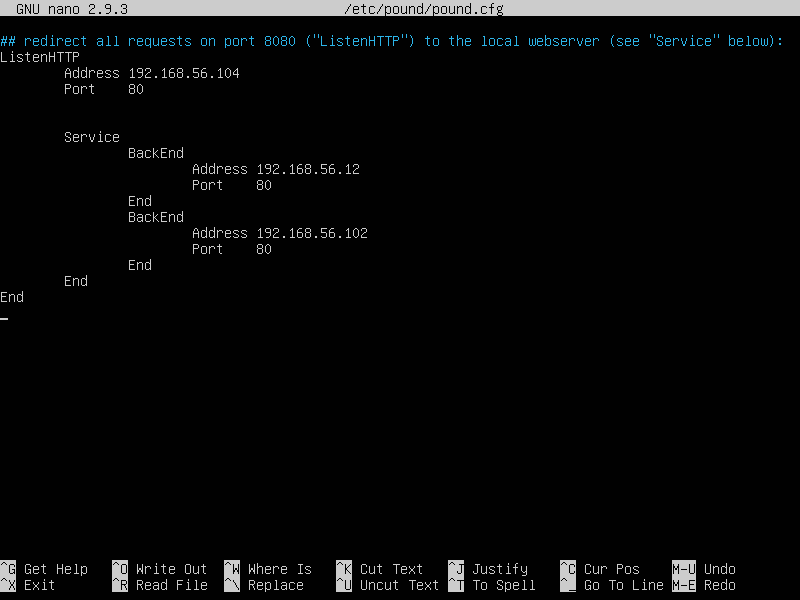 GNU nano 2.9.3 /etc/pound/pound.cfg
## redirect all requests on port 8080 ("ListenHTTP") to the local webserver (see "Service" below):
ListenHTTP
Address 192.168.56.104
Port 80
Service
BackEnd
Address 192.168.56.12
Port 80
End
BackEnd
Address 192.168.56.102
Port 80
End
End
End
^G Get Help ^O Write Out ^W Where Is ^K Cut Text ^J Justify ^C Cur Pos M-U Undo
^X Exit ^R Read File ^\ Replace ^U Uncut Text ^T To Spell ^_ Go To Line M-E Redo